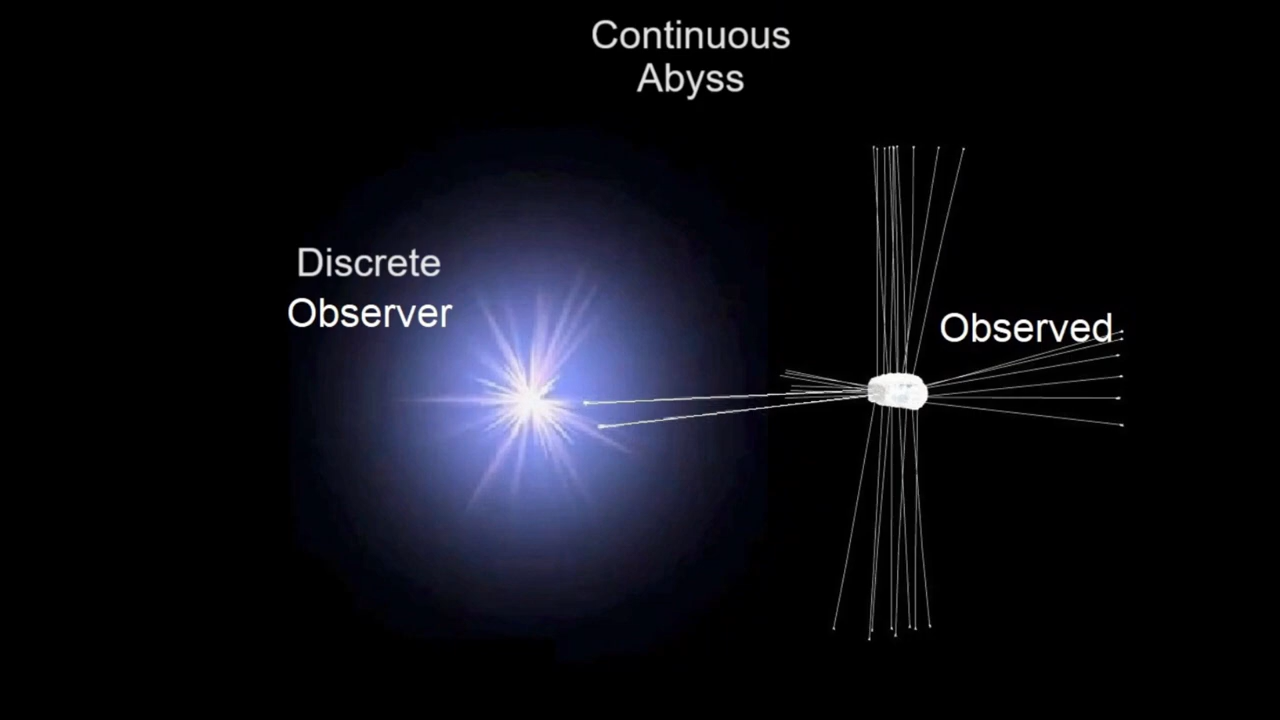 Continuous
Abyss
Discrete
Observer
Observed